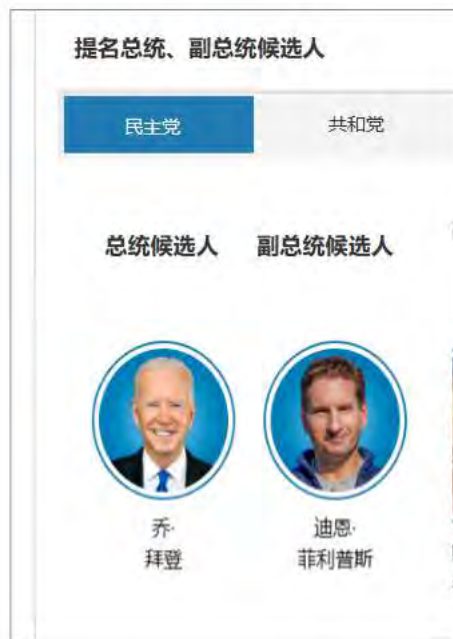 提名总统、副总统候选人
民主党 共和党
总统候选人 副总统候选人
乔·
拜登
迪恩·
菲利普斯